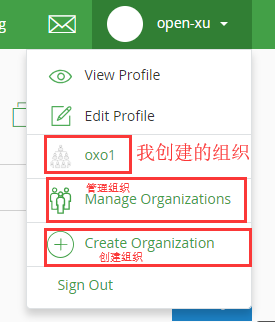 g
open-xu
View Profile
Edit Profile
oxo1 我创建的组织
管理组织
Manage Organizations
Create Organization
创建组织
Sign Out